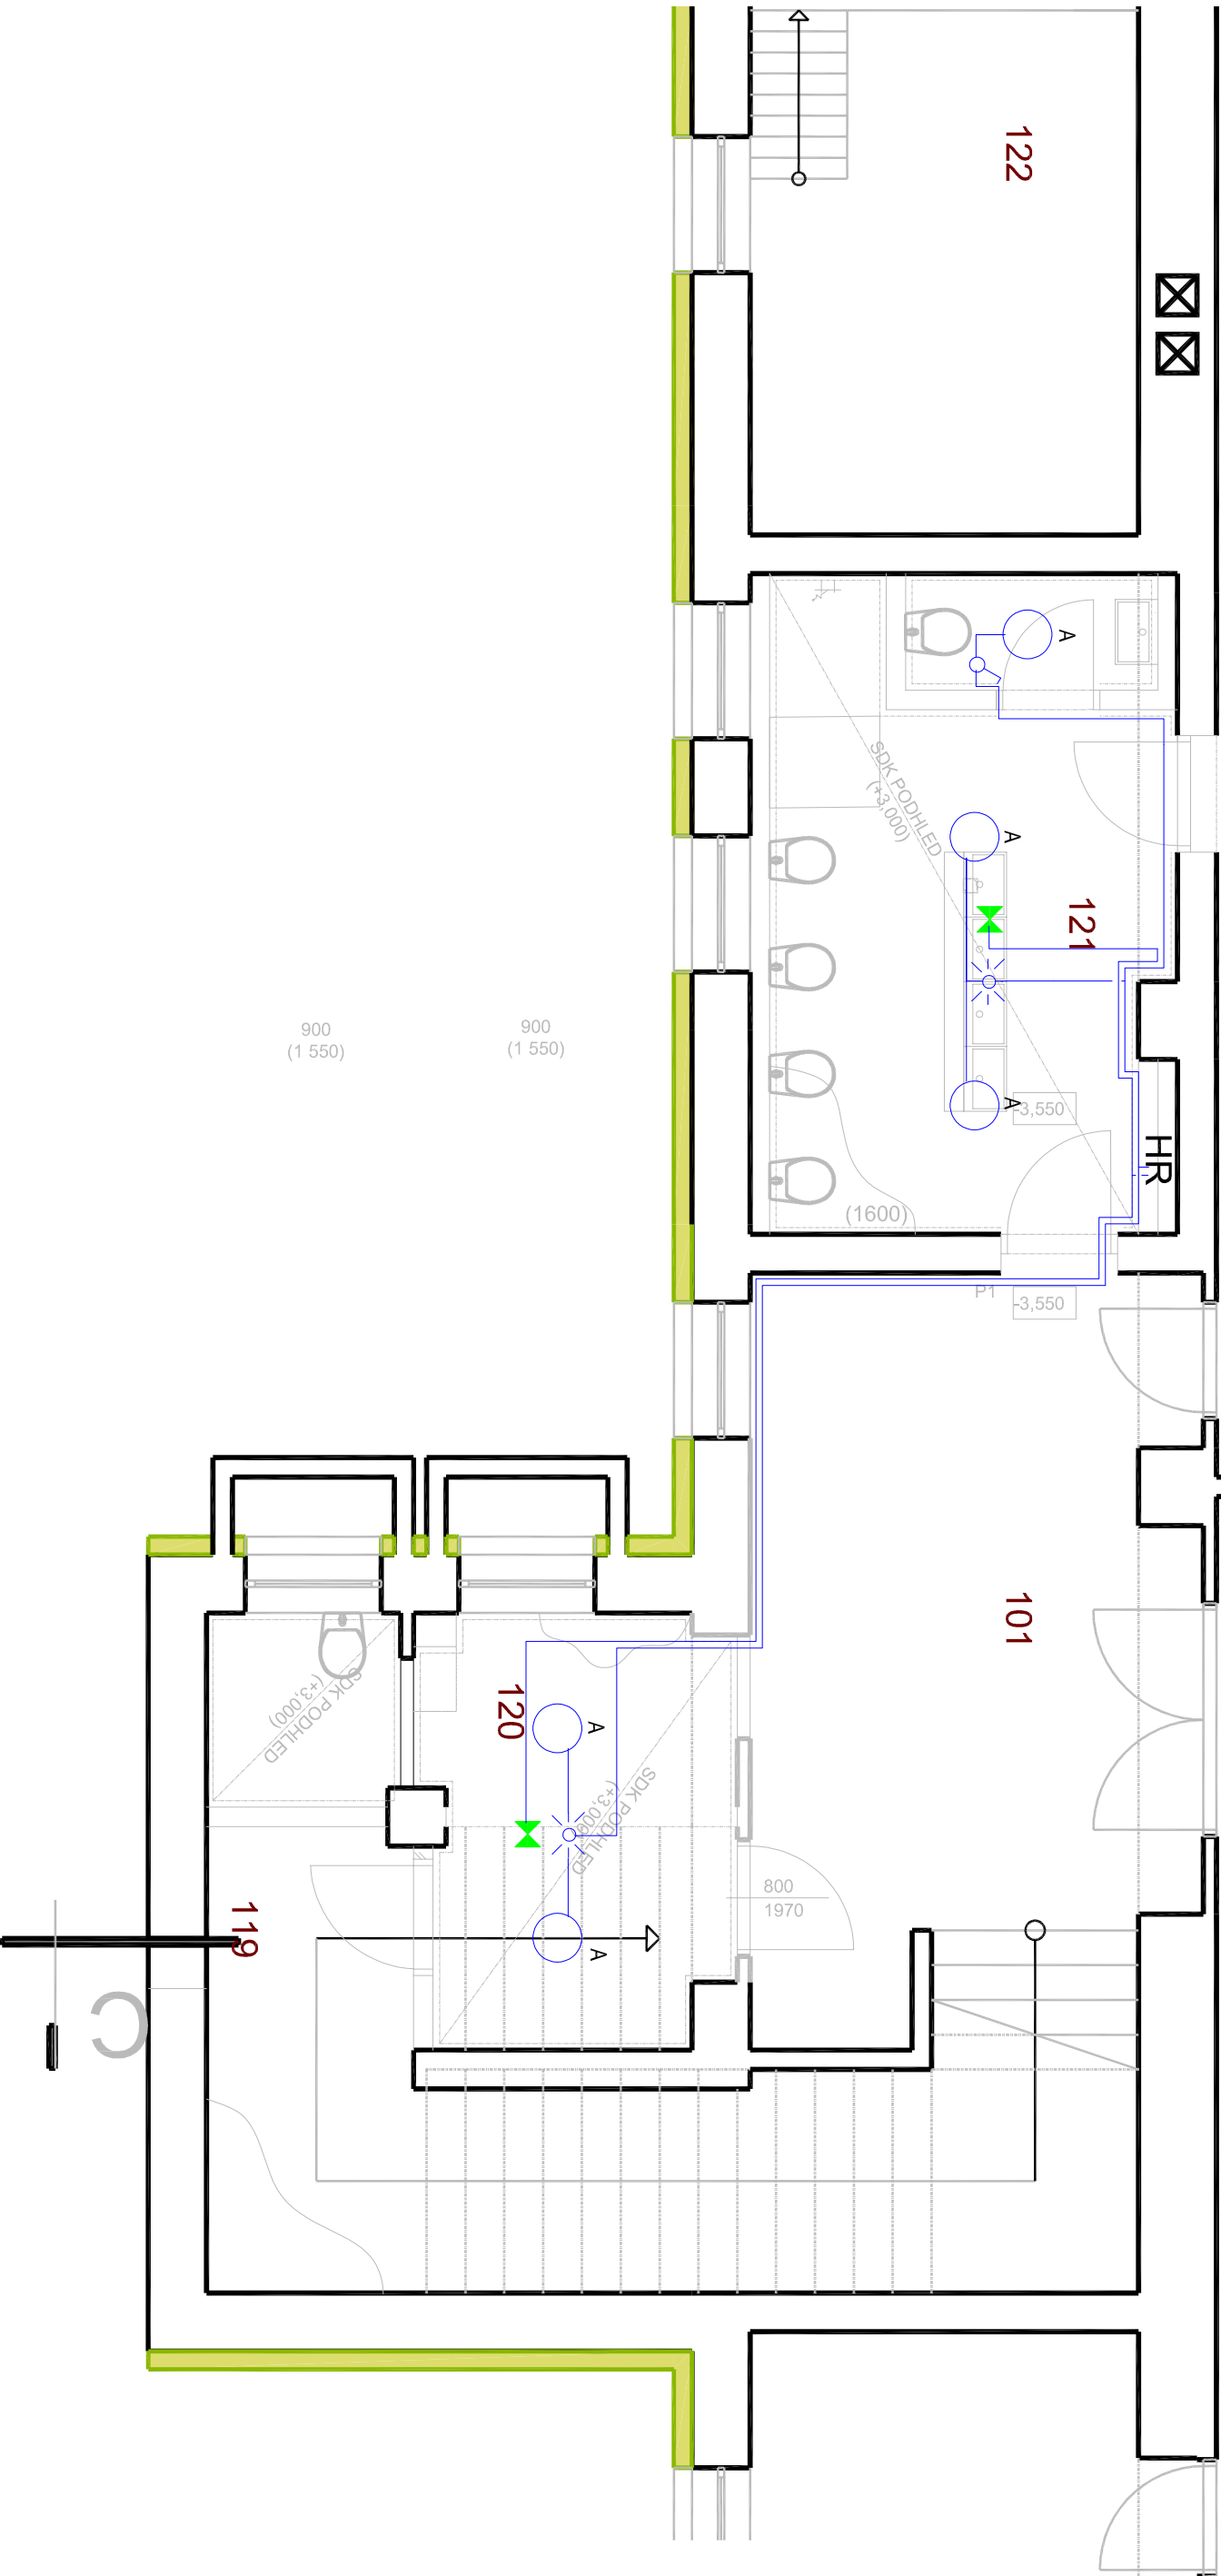 122
A
SDK PODHLED
(+3,000)
A
121
900
(1 550)
900
(1 550)
A
-3,550
HR
(1600)
P1
-3,550
101
SDK PODHLED
(+3,000)
120
A
SDK PODHLED
(+3,000)
800
1970
119
A
C